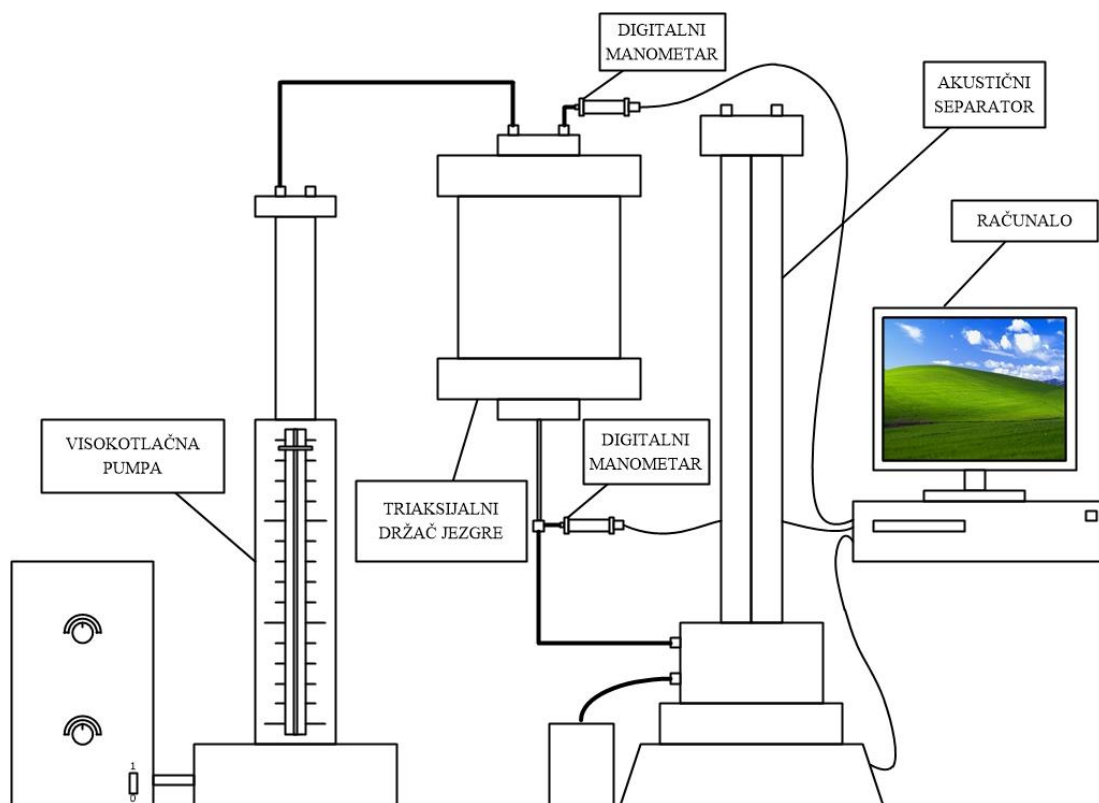 DIGITALNI
MANOMETAR
AKUSTIČNI
SEPARATOR
RAČUNALO
VISOKOTLAČNA
PUMPA
DIGITALNI
MANOMETAR
TRIAKSIJALNI
DRŽAČ JEZGRE
1
0